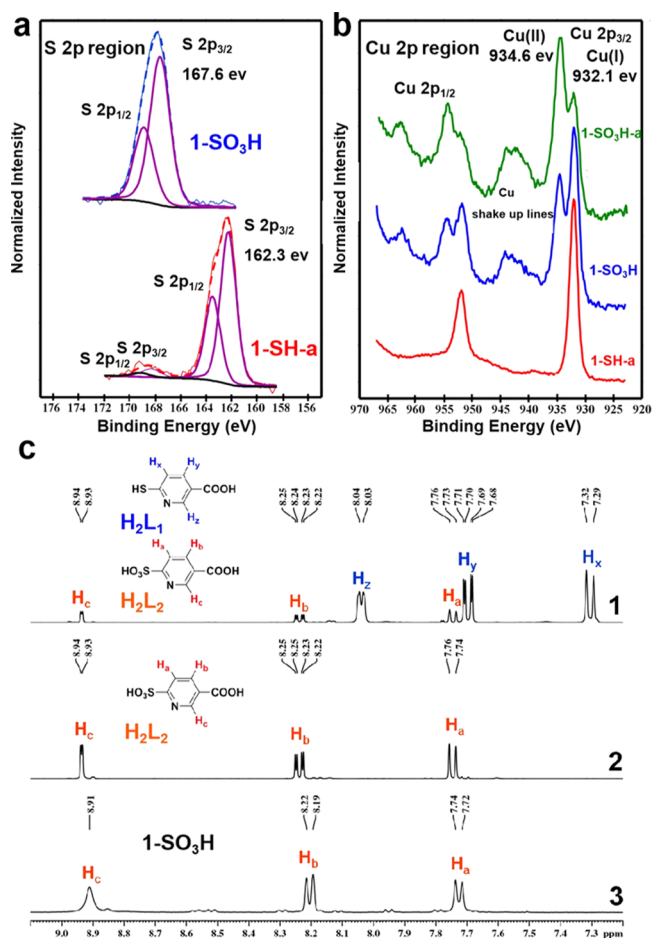 a
S 2p region
S 2p3/2
167.6 ev
S 2p1/2
1-SO3H
S 2p3/2
162.3 ev
S 2p1/2
S 2p3/2
S 2p1/2
1-SH-a
Normalized Intensity
176 174 172 170 168 166 164 162 160 158 156
Binding Energy (eV)
b
Cu 2p region
Cu(II)
934.6 ev
Cu 2p3/2
Cu(I)
932.1 ev
Cu 2p1/2
1-SO3H-a
Cu
shake up lines
1-SO3H
1-SH-a
Normalized Intensity
970 965 960 955 950 945 940 935 930 925 920
Binding Energy (eV)
c
8.94 8.93 8.25 8.24 8.23 8.22 8.04 8.03 7.76 7.73 7.71 7.70 7.69 7.68 7.32 7.29
Hx Hy
HS N COOH
Hz
H2L1
Ha Hb
HO3S N COOH
Hc
H2L2
Hc Hb Hz Ha Hy Hx
1
8.94 8.93 8.25 8.25 8.23 8.22 7.76 7.74
Ha Hb
HO3S N COOH
Hc
H2L2
Hc Hb Ha
2
8.91 8.22 8.19 7.74 7.72
1-SO3H
Hc Hb Ha
3
9.0 8.9 8.8 8.7 8.6 8.5 8.4 8.3 8.2 8.1 8.0 7.9 7.8 7.7 7.6 7.5 7.4 7.3 ppm